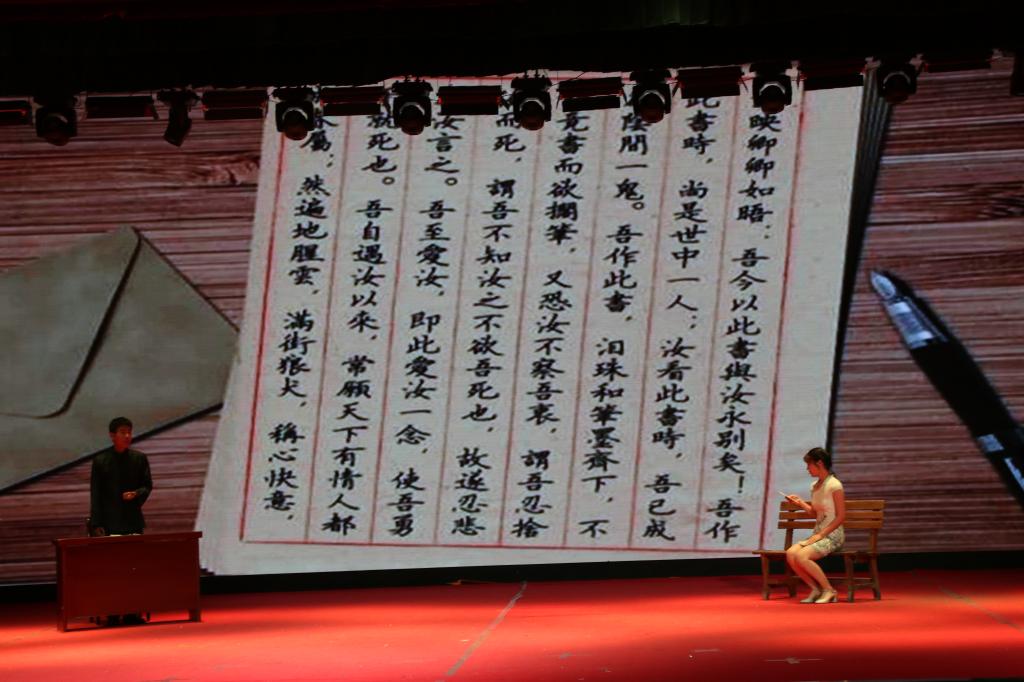 映卿卿如晤：吾今以此書與汝永別矣！吾作
此書時，尚是世中一人；汝看此書時，吾已成
陰間一鬼。吾作此書，泪珠和筆墨齊下，不
竟書而欲擱筆，又恐汝不察吾衷，謂吾忍捨
而死，謂吾不知汝之不欲吾死也，故遂忍悲
汝言之。吾至愛汝，即此愛汝一念，使吾勇
就死也。吾自遇汝以來，常願天下有情人都
屬，然遍地腥雲，滿街狼犬，稱心快意，